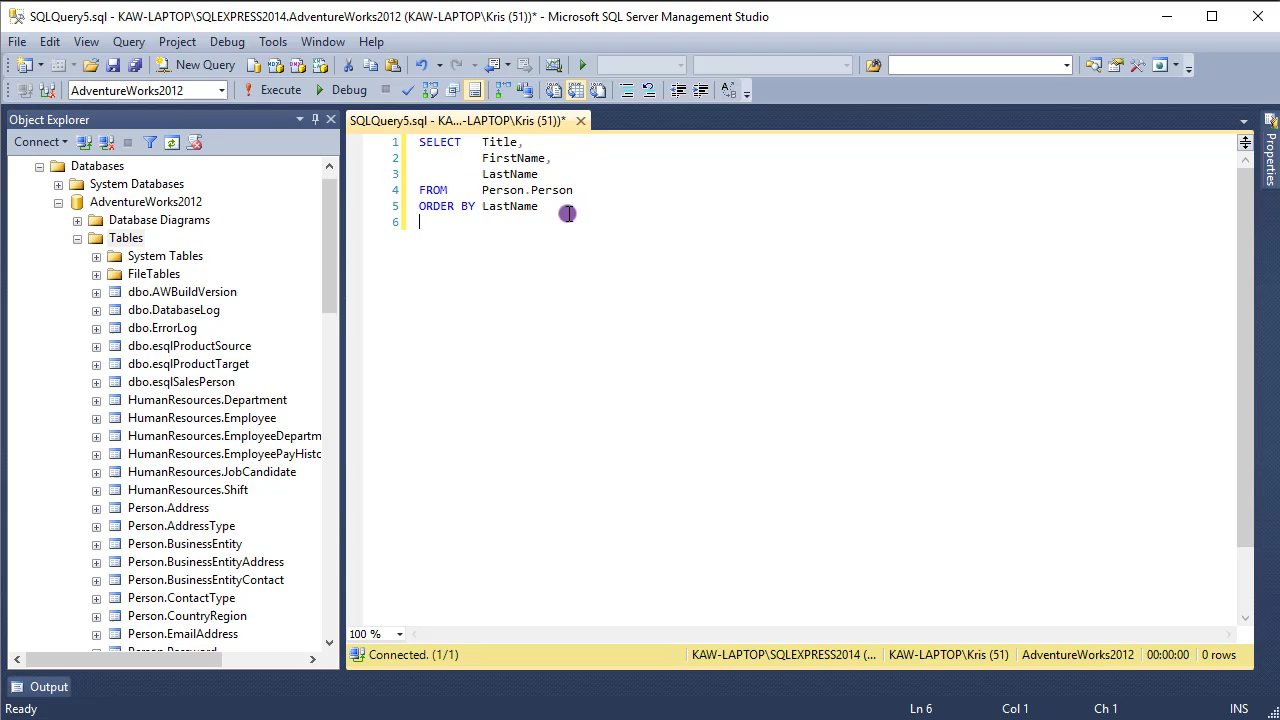 SQLQuery5.sql - KAW-LAPTOP\SQLEXPRESS2014.AdventureWorks2012 (KAW-LAPTOP\Kris (51))* - Microsoft SQL Server Management Studio
File Edit View Query Project Debug Tools Window Help
New Query
AdventureWorks2012 Execute Debug
Object Explorer
Connect
Databases
System Databases
AdventureWorks2012
Database Diagrams
Tables
System Tables
FileTables
dbo.AWBuildVersion
dbo.DatabaseLog
dbo.ErrorLog
dbo.esqlProductSource
dbo.esqlProductTarget
dbo.esqlSalesPerson
HumanResources.Department
HumanResources.Employee
HumanResources.EmployeeDepartm
HumanResources.EmployeePayHisto
HumanResources.JobCandidate
HumanResources.Shift
Person.Address
Person.AddressType
Person.BusinessEntity
Person.BusinessEntityAddress
Person.BusinessEntityContact
Person.ContactType
Person.CountryRegion
Person.EmailAddress
Person.Password
SQLQuery5.sql - KA...-LAPTOP\Kris (51))*
1 SELECT Title,
2 FirstName,
3 LastName
4 FROM Person.Person
5 ORDER BY LastName
6
100 %
Connected. (1/1) KAW-LAPTOP\SQLEXPRESS2014 (... KAW-LAPTOP\Kris (51) AdventureWorks2012 00:00:00 0 rows
Properties
Output
Ready Ln 6 Col 1 Ch 1 INS